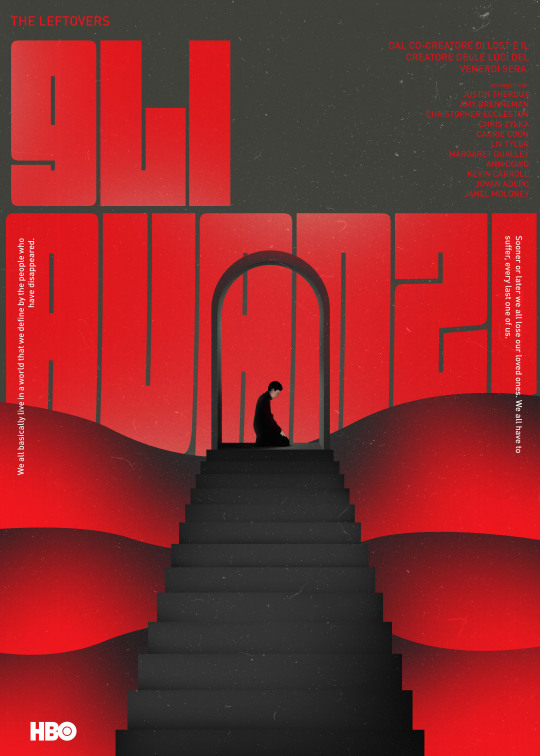 THE LEFTOVERS
gli
AVANZI
DAL CO-CREATORE DI LOST E IL
CREATORE DELLE LUCI DEL
VENERDÌ SERA
JUSTIN THEROUX
AMY BRENNEMAN
CHRISTOPHER ECCLESTON
CHRIS ZYLKA
CARRIE COON
LIV TYLER
MARGARET QUALLEY
ANN DOWD
KEVIN CARROLL
JOVAN ADEPO
JANEL MOLONEY
We all basically live in a world that we define by the people who
have disappeared.
Sooner or later we all lose our loved ones. We all have to
suffer, every last one of us.
HBO